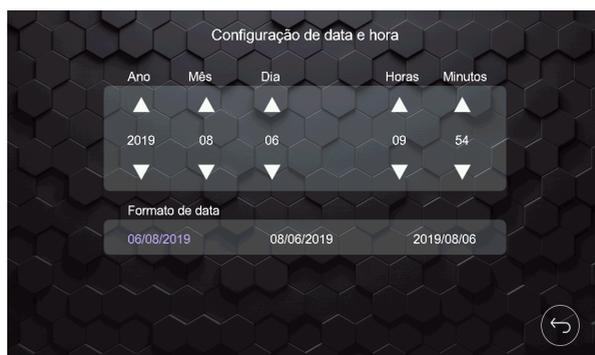 Configuração de data e hora
Ano Mês Dia Horas Minutos
2019 08 06 09 54
Formato de data
06/08/2019 08/06/2019 2019/08/06